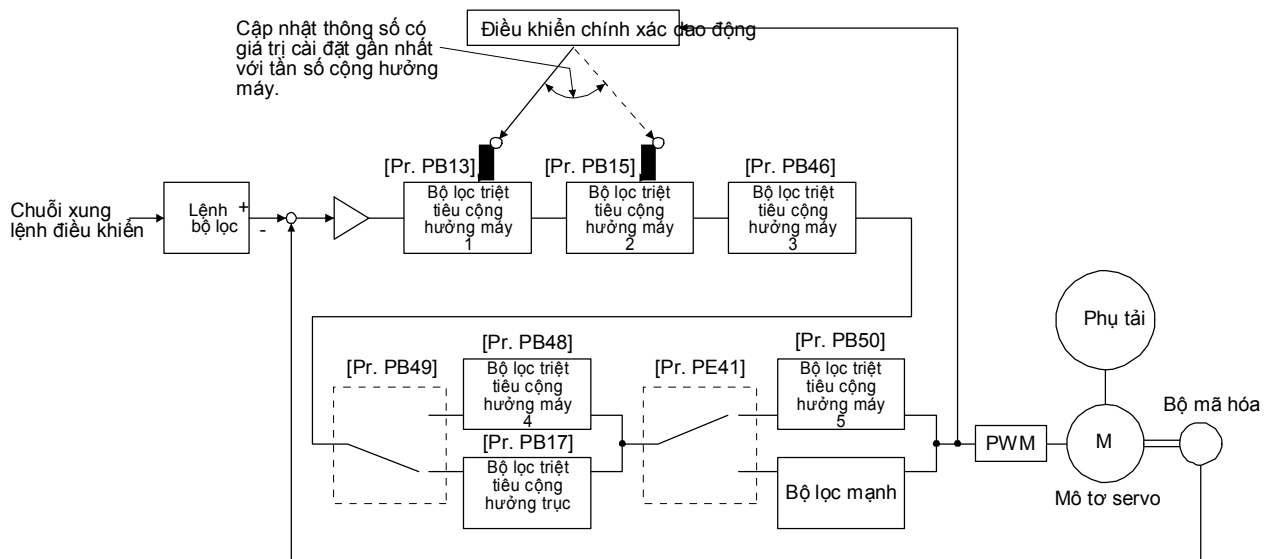 Cập nhật thông số có
giá trị cài đặt gần nhất
với tần số cộng hưởng
máy.
Điều khiển chính xác dao động
[Pr. PB13]
[Pr. PB15]
[Pr. PB46]
Chuỗi xung
lệnh điều khiển
Lệnh
bộ lọc
+
-
Bộ lọc triệt
tiêu cộng
hưởng máy
1
Bộ lọc triệt
tiêu cộng
hưởng máy
2
Bộ lọc triệt
tiêu cộng
hưởng máy
3
[Pr. PB49]
[Pr. PB48]
Bộ lọc triệt
tiêu cộng
hưởng máy
4
[Pr. PB17]
Bộ lọc triệt
tiêu cộng
hưởng trục
[Pr. PE41]
[Pr. PB50]
Bộ lọc triệt
tiêu cộng
hưởng máy
5
Bộ lọc mạnh
PWM
Phụ tải
M
Mô tơ servo
Bộ mã hóa